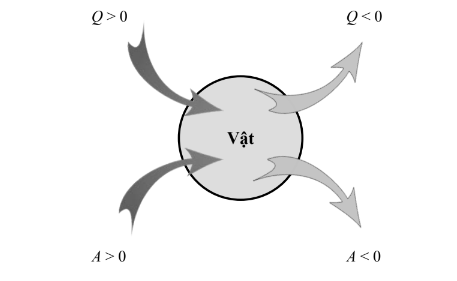 Q > 0
Q < 0
Vật
A > 0
A < 0